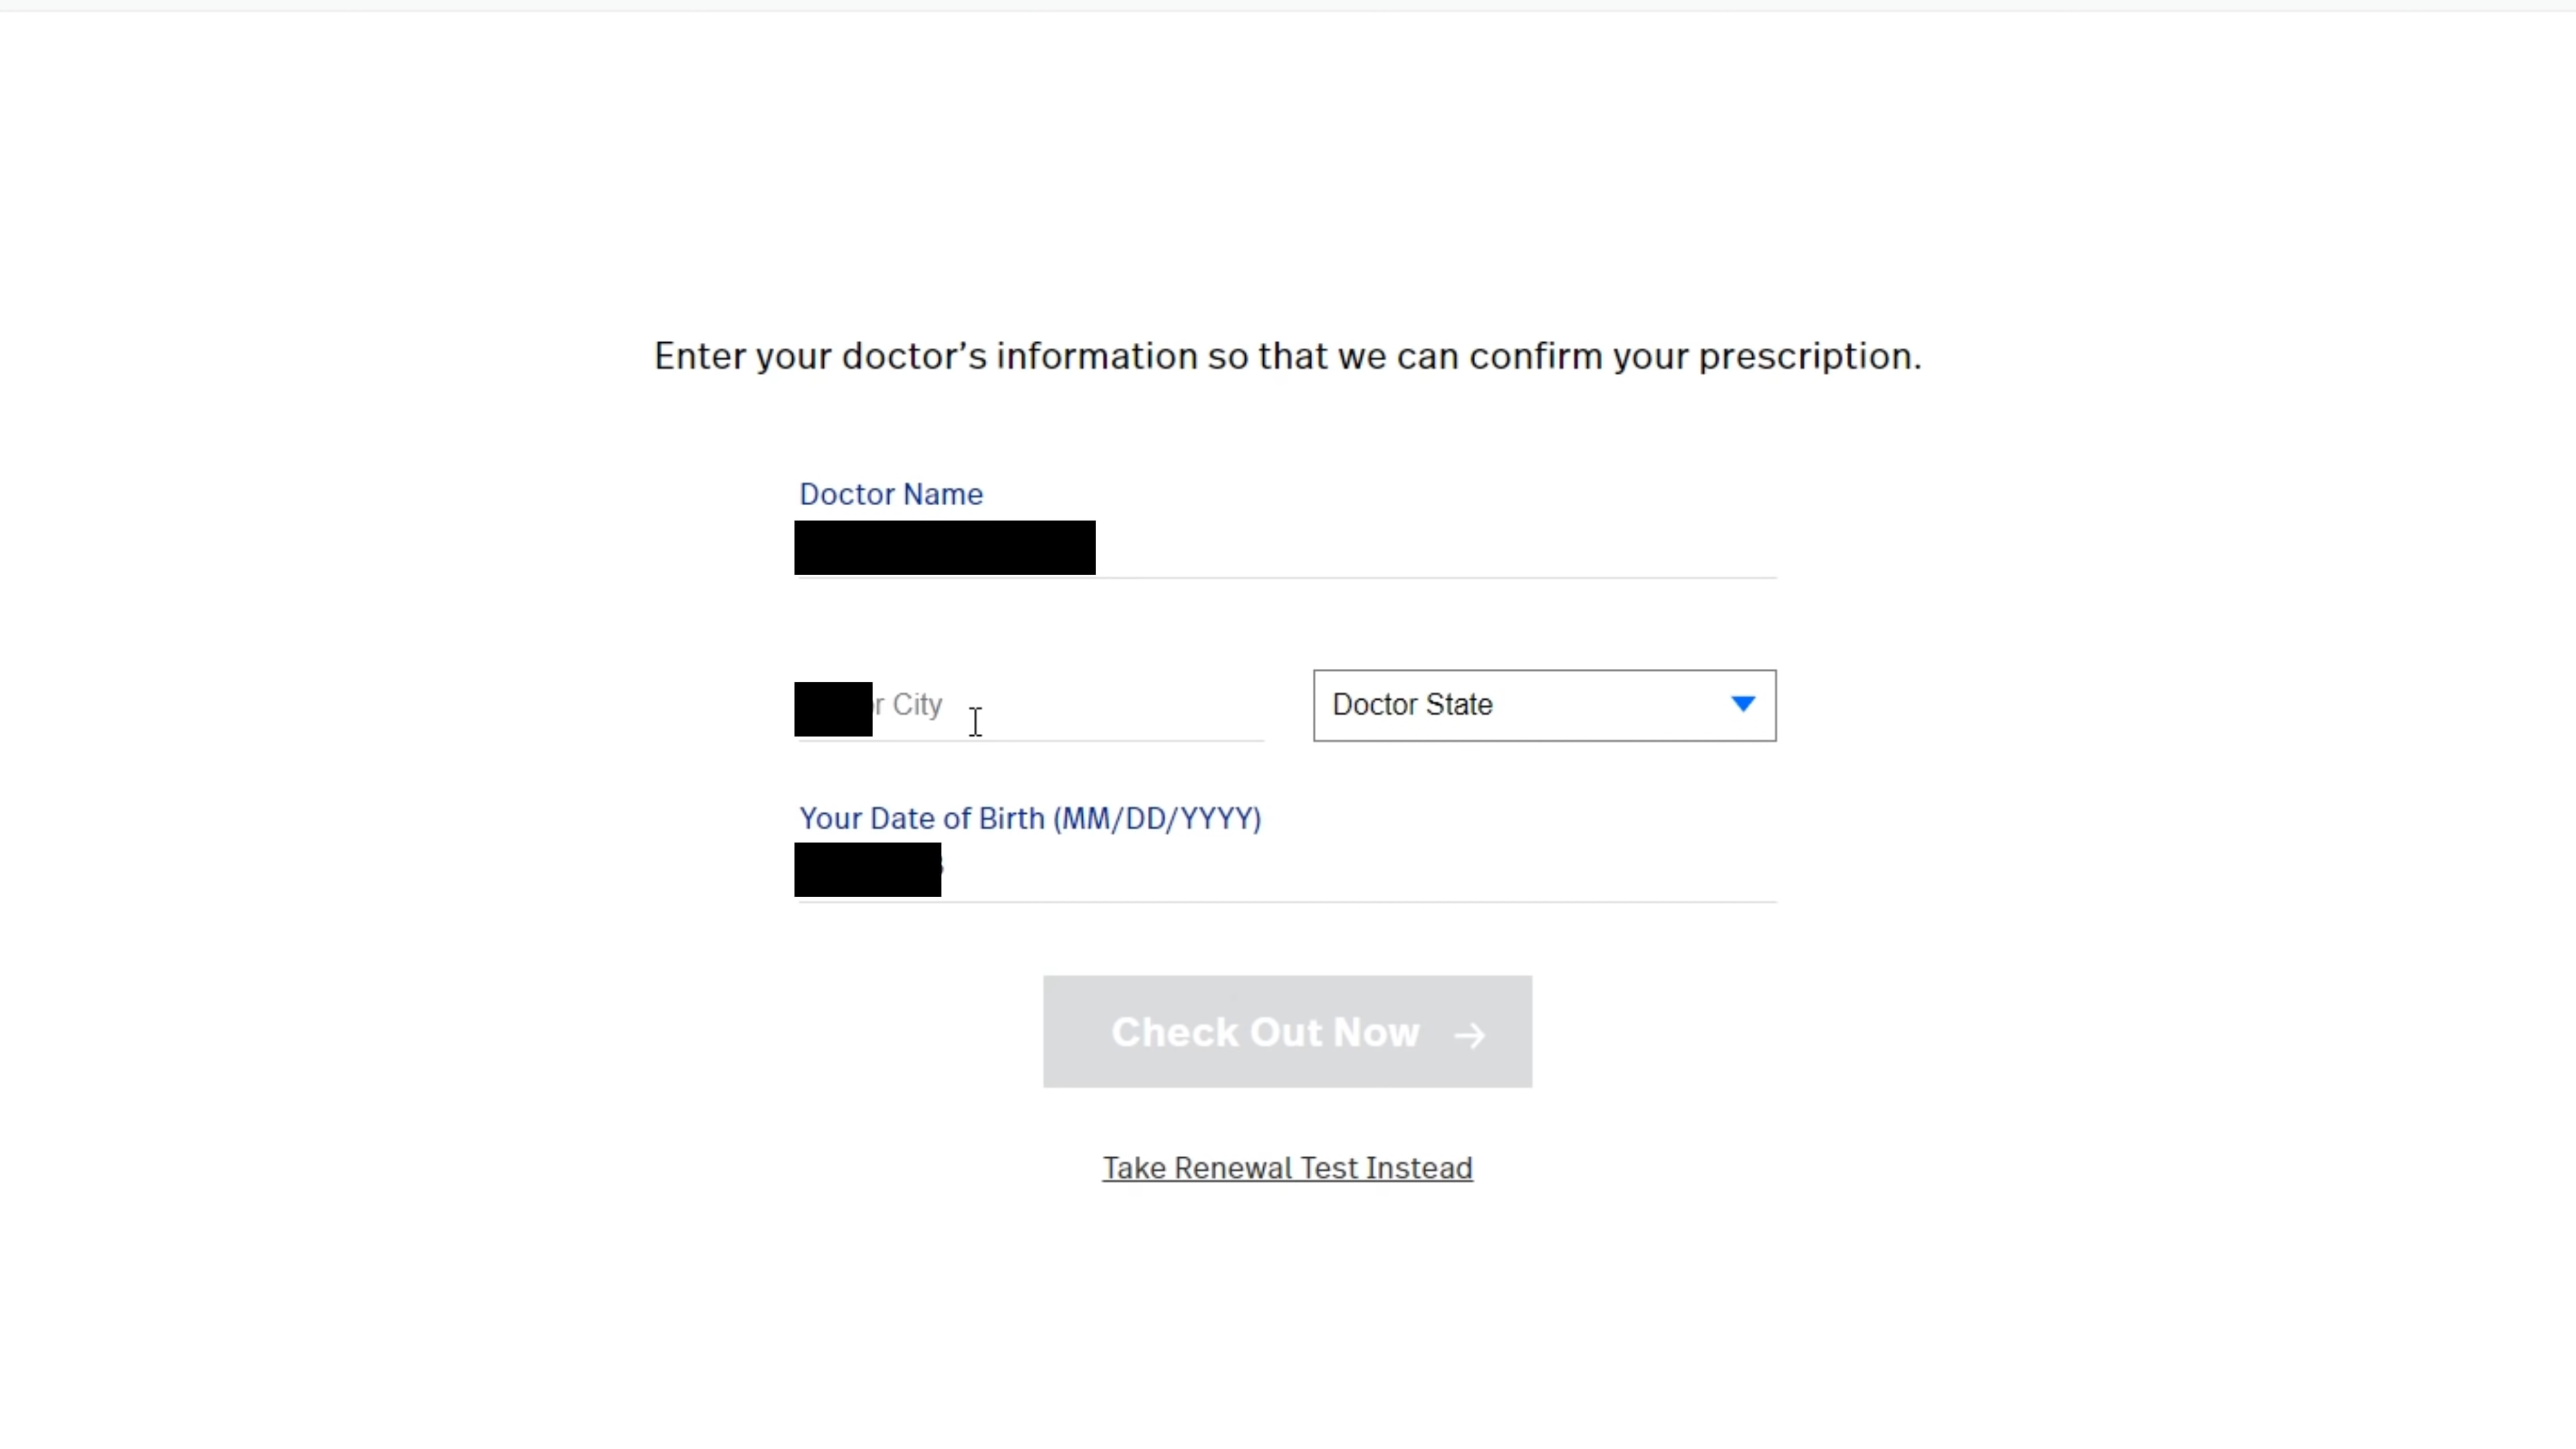 Enter your doctor’s information so that we can confirm your prescription.
Doctor Name
City
Doctor State
Your Date of Birth (MM/DD/YYYY)
Check Out Now →
Take Renewal Test Instead